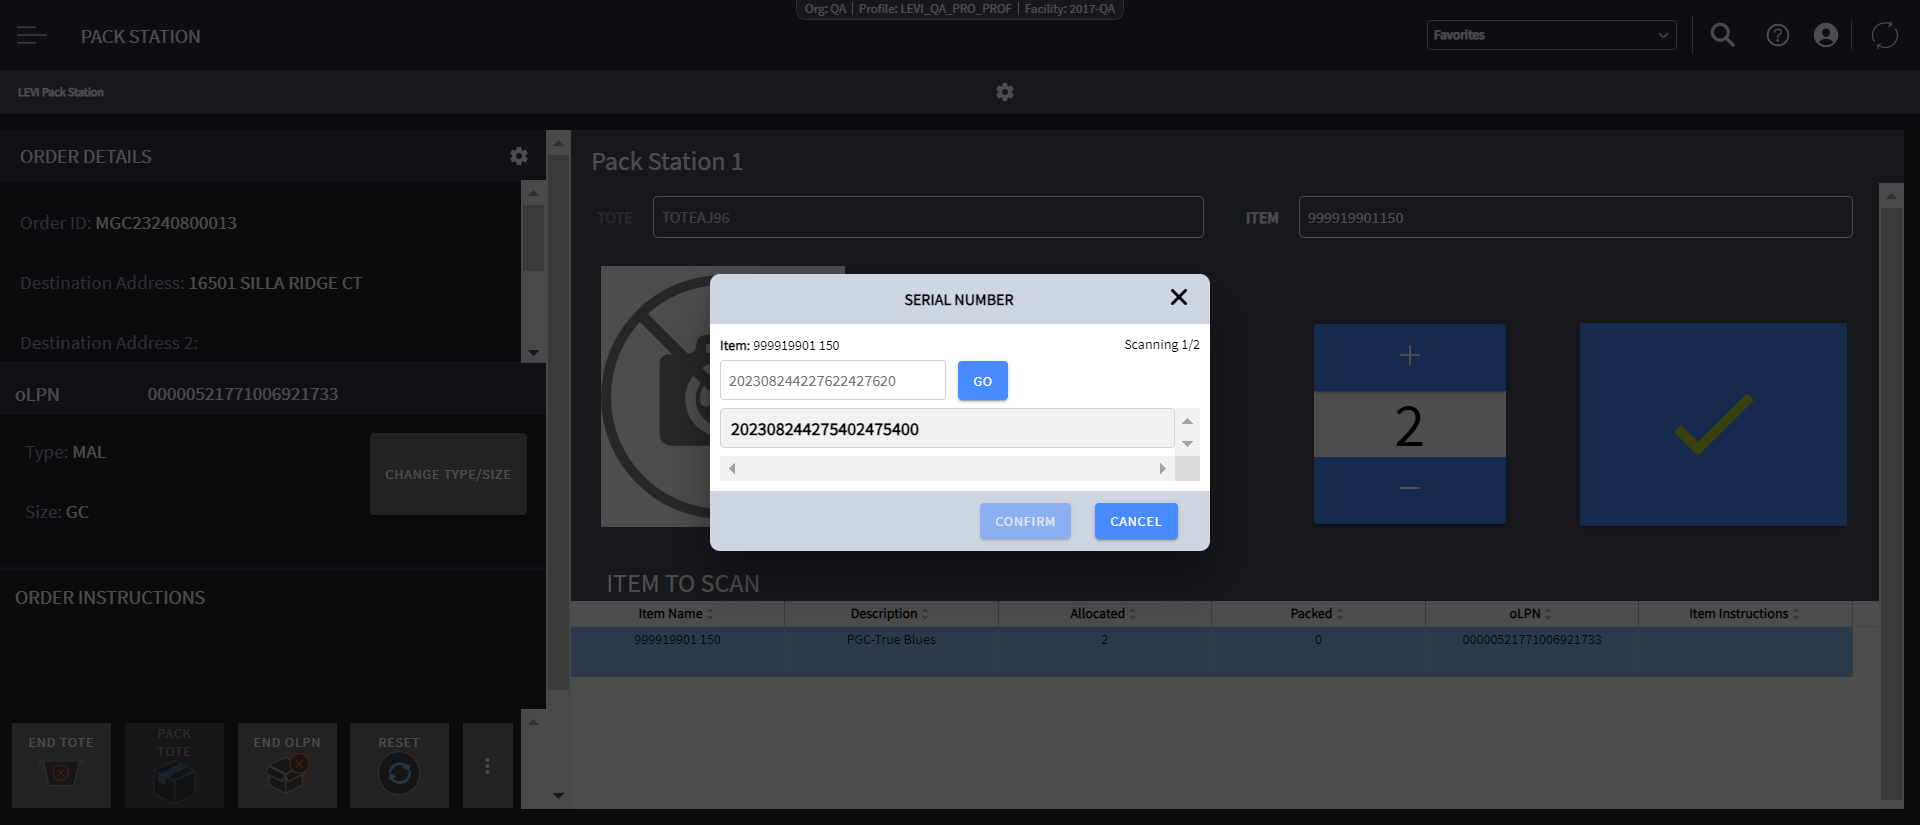 Org: QA | Profile: LEVI_QA_PRO_PROF | Facility: 2017-QA
PACK STATION
Favorites
LEVI Pack Station
ORDER DETAILS
Order ID: MGC23240800013
Destination Address: 16501 SILLA RIDGE CT
Destination Address 2:
oLPN 00000521771006921733
Type: MAL
Size: GC
CHANGE TYPE/SIZE
ORDER INSTRUCTIONS
END TOTE
PACK
TOTE
END OLPN
RESET
Pack Station 1
TOTE TOTEAJ96
ITEM 999919901150
SERIAL NUMBER
Item: 999919901 150
Scanning 1/2
202308244227622427620
GO
202308244275402475400
CONFIRM
CANCEL
2
ITEM TO SCAN
Item Name Description Allocated Packed oLPN Item Instructions
999919901 150 PGC-True Blues 2 0 00000521771006921733